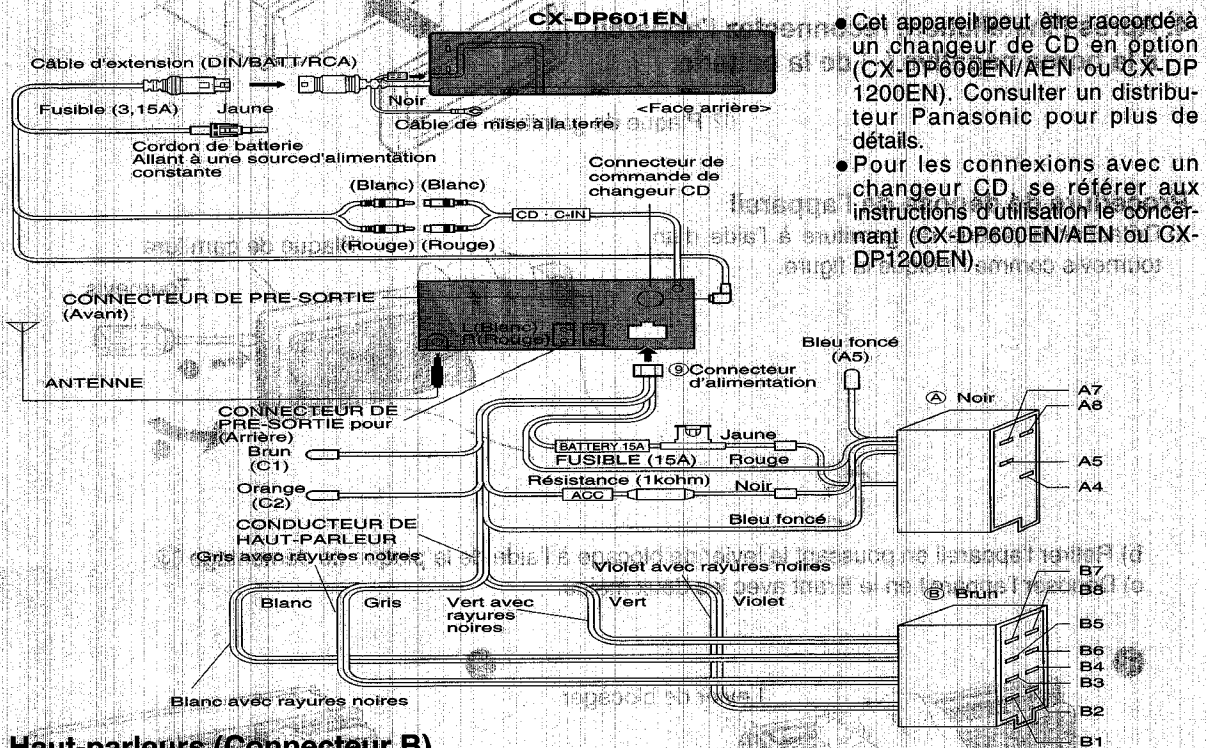 CX-DP601EN
Câble d'extension (DIN/BATT/RCA)
Fusible (3,15A)
Jaune
Noir
<Face arrière>
Câble de mise à la terre
Cordon de batterie
Allant à une sourced'alimentation
constante
Connecteur de
commande de
changeur CD
(Blanc) (Blanc)
CD · C-IN
(Rouge) (Rouge)
● Cet appareil peut être raccordé à
un changeur de CD en option
(CX-DP600EN/AEN ou CX-DP
1200EN). Consulter un distribu-
teur Panasonic pour plus de
détails.
● Pour les connexions avec un
changeur CD, se référer aux
instructions d'utilisation le concer-
nant (CX-DP600EN/AEN ou CX-
DP1200EN).
CONNECTEUR DE PRE-SORTIE
(Avant)
L(Blanc)
R(Rouge)
ANTENNE
⑨Connecteur
d'alimentation
Bleu foncé
(A5)
CONNECTEUR DE
PRE-SORTIE pour
(Arrière)
Brun
(C1)
Orange
(C2)
BATTERY 15A
Jaune
FUSIBLE (15A)
Rouge
Résistance (1kohm)
ACC
Noir
Bleu foncé
Ⓐ Noir
A7
A8
A5
A4
CONDUCTEUR DE
HAUT-PARLEUR
Gris avec rayures noires
Violet avec rayures noires
Blanc
Gris
Vert avec
rayures
noires
Vert
Violet
Blanc avec rayures noires
Ⓑ Brun
B7
B8
B5
B6
B4
B3
B2
B1
Haut-parleurs (Connecteur B)